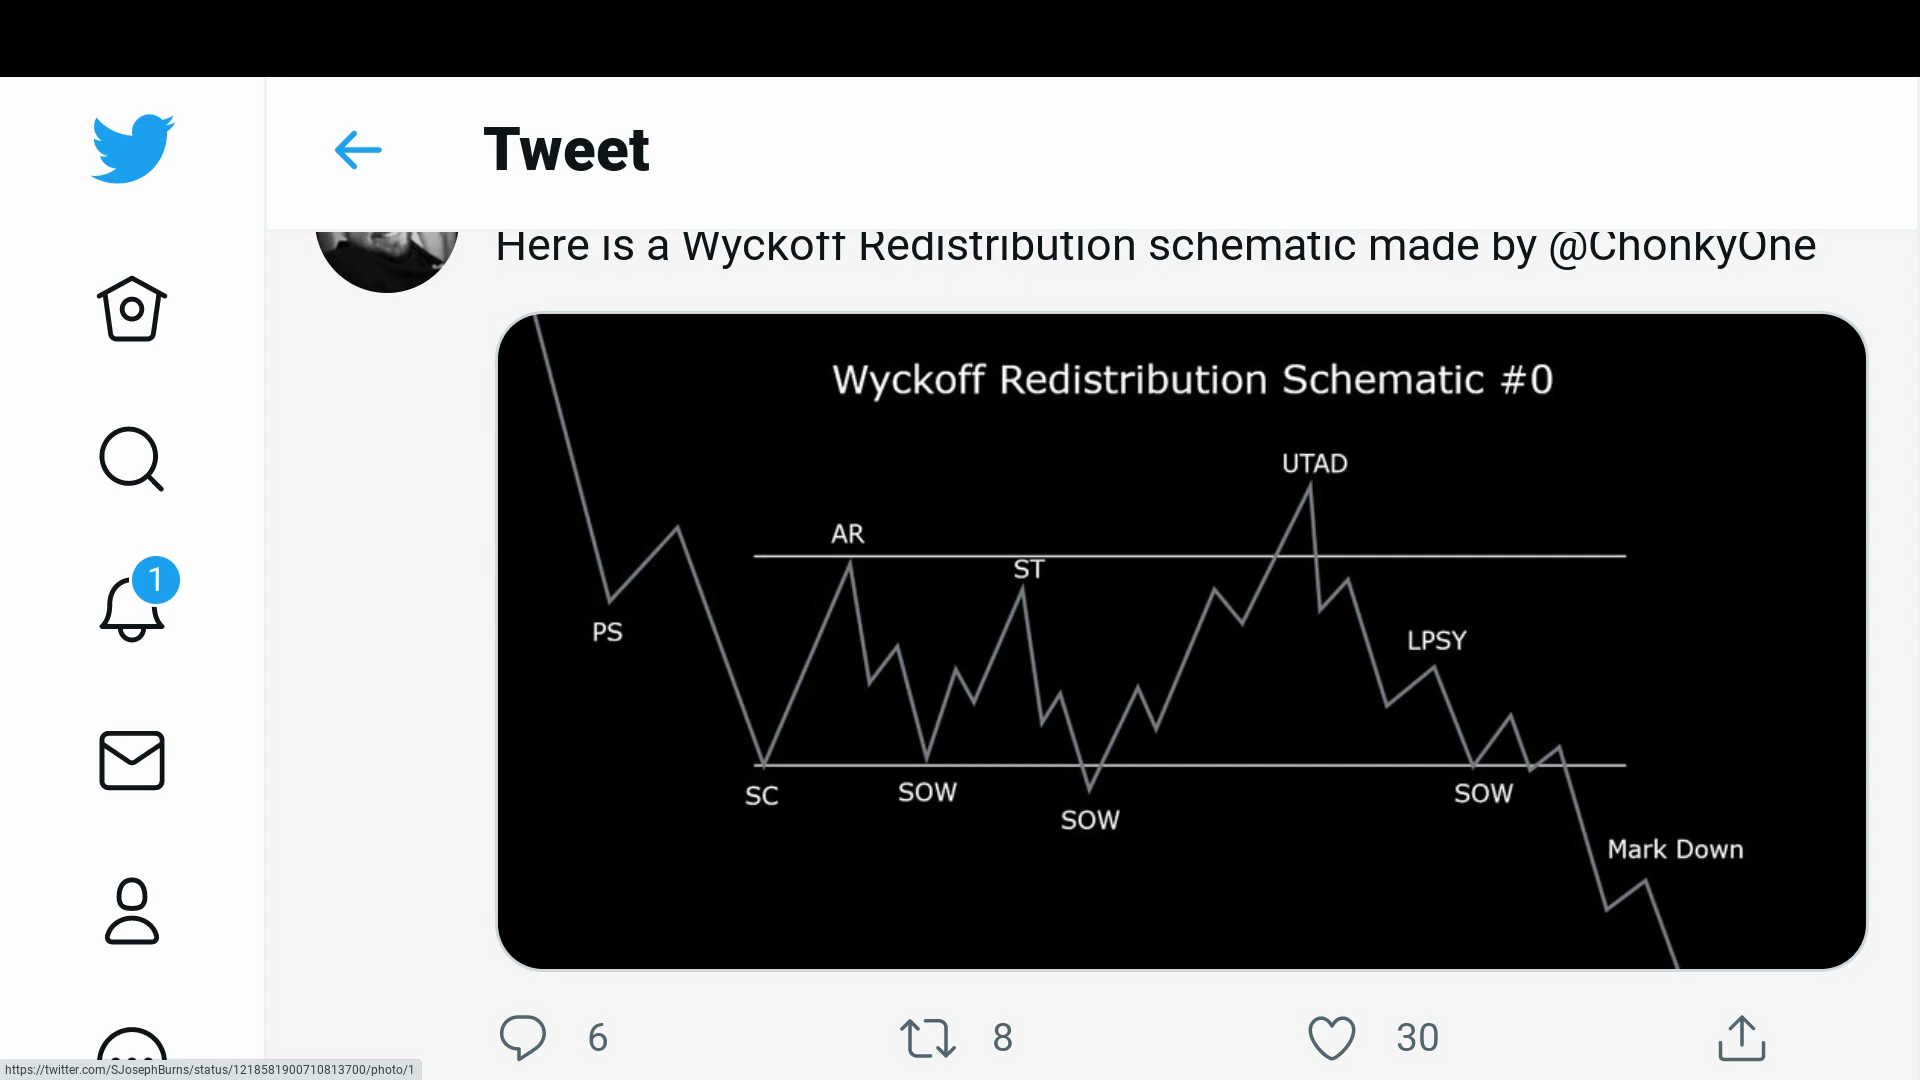 Tweet
Here is a Wyckoff Redistribution schematic made by @ChonkyOne
Wyckoff Redistribution Schematic #0
UTAD
AR
ST
PS
LPSY
SC
SOW
SOW
SOW
Mark Down
1
6
8
30
https://twitter.com/SJosephBurns/status/1218581900710813700/photo/1